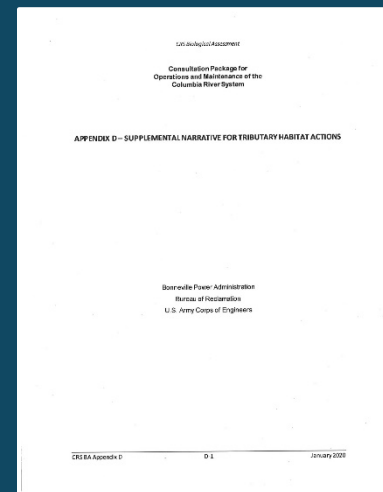 CRS Biological Assessment
Consultation Package for
Operations and Maintenance of the
Columbia River System
APPENDIX D – SUPPLEMENTAL NARRATIVE FOR TRIBUTARY HABITAT ACTIONS
Bonneville Power Administration
Bureau of Reclamation
U.S. Army Corps of Engineers
CRS BA Appendix D D-1 January 2020